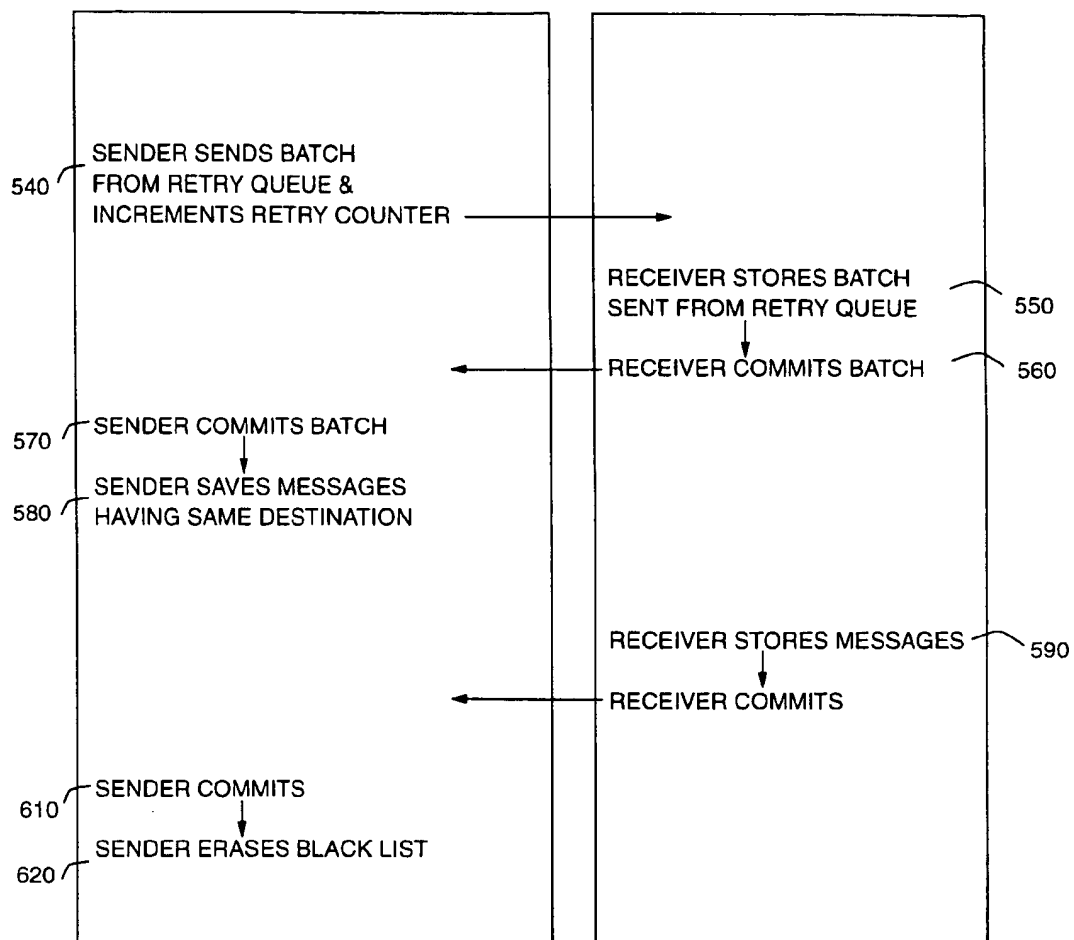 540
SENDER SENDS BATCH
FROM RETRY QUEUE &
INCREMENTS RETRY COUNTER
RECEIVER STORES BATCH
SENT FROM RETRY QUEUE
550
RECEIVER COMMITS BATCH
560
570
SENDER COMMITS BATCH
580
SENDER SAVES MESSAGES
HAVING SAME DESTINATION
RECEIVER STORES MESSAGES
590
RECEIVER COMMITS
610
SENDER COMMITS
620
SENDER ERASES BLACK LIST